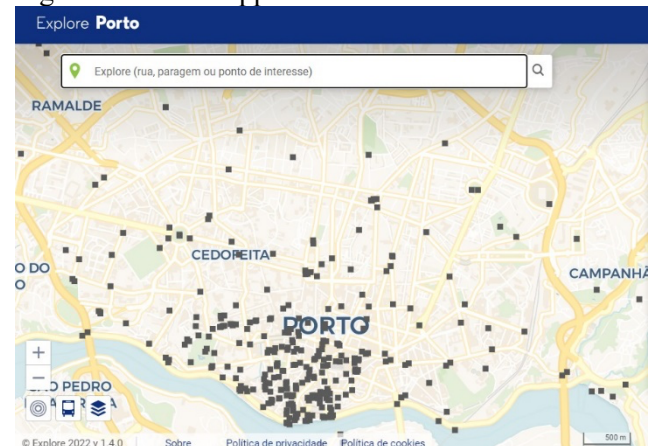 Explore Porto
Explore (rua, paragem ou ponto de interesse)
RAMALDE
CEDOFEITA
O DO
O
CAMPANHÃ
PORTO
+
−
PEDRO
© Explore 2022 v 1.4.0 Sobre Política de privacidade Política de cookies
500 m